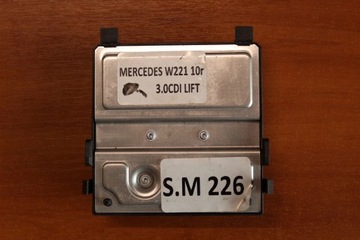 MERCEDES W221 10r
3.0CDI LIFT
S.M 226